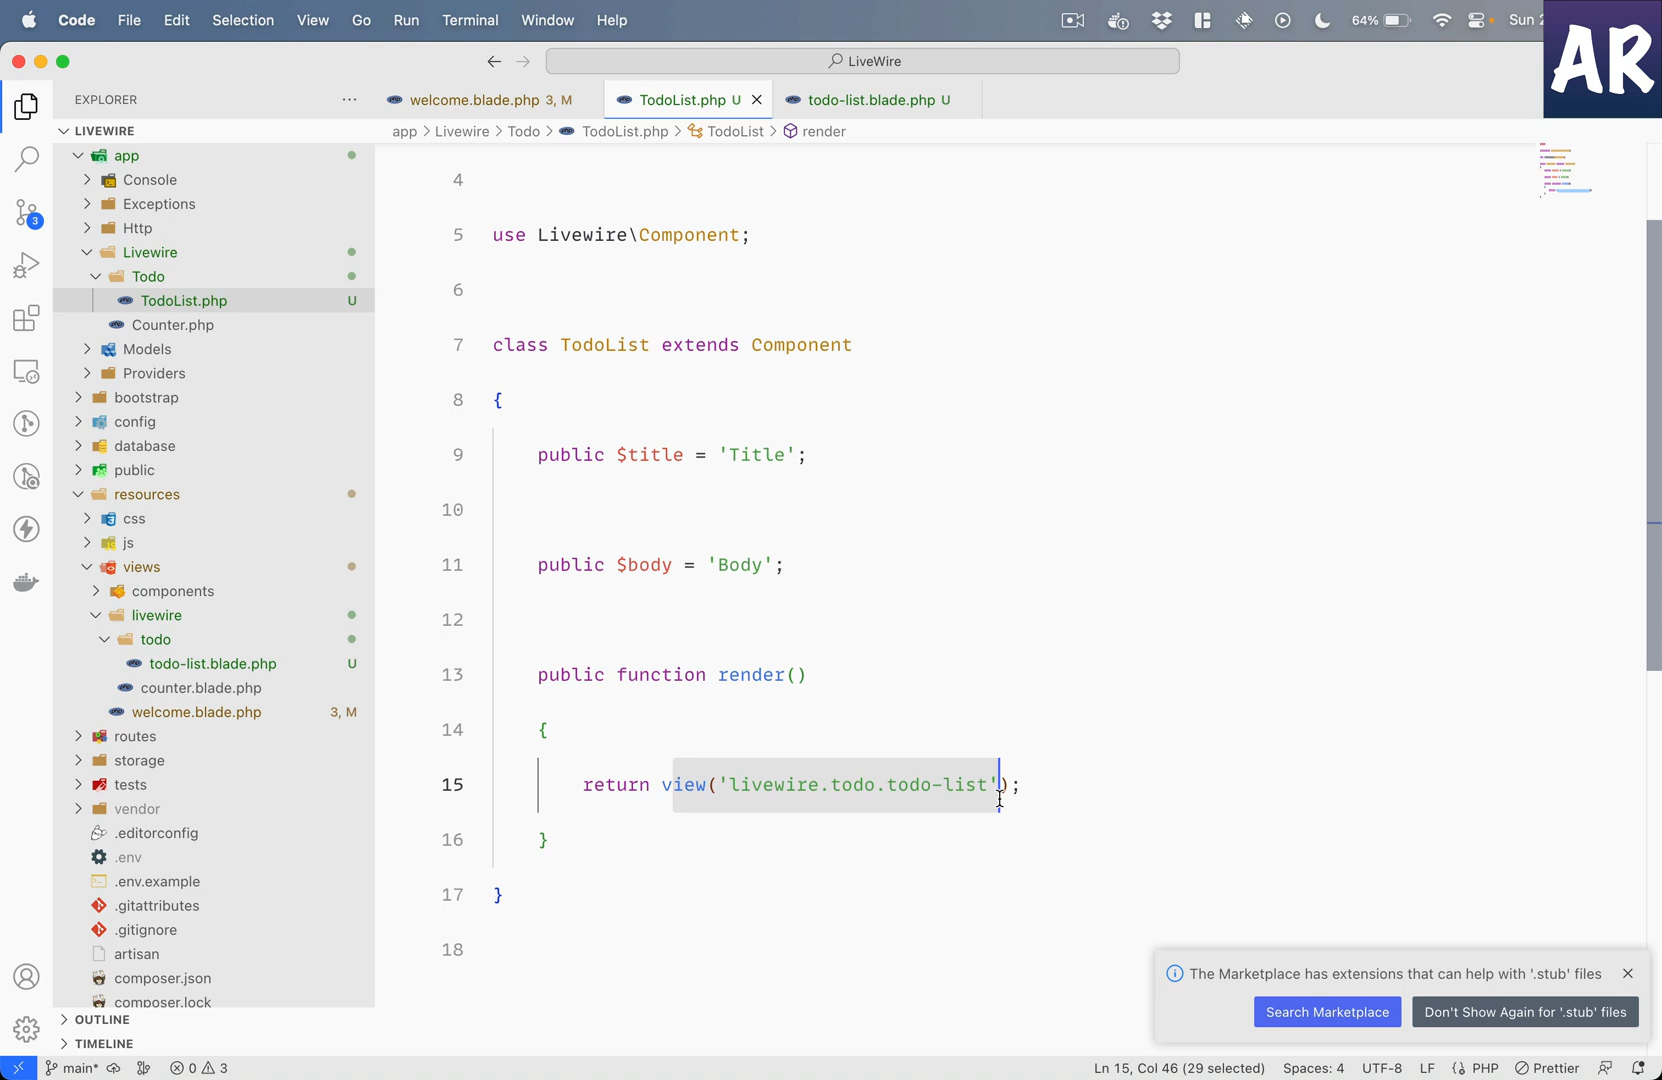 Code File Edit Selection View Go Run Terminal Window Help 64% Sun
AR
LiveWire
EXPLORER
welcome.blade.php 3, M TodoList.php U todo-list.blade.php U
LIVEWIRE
app > Livewire > Todo > TodoList.php > TodoList > render
app
Console
Exceptions
Http
Livewire
Todo
TodoList.php U
Counter.php
Models
Providers
bootstrap
config
database
public
resources
css
js
views
components
livewire
todo
todo-list.blade.php U
counter.blade.php
welcome.blade.php 3, M
routes
storage
tests
vendor
.editorconfig
.env
.env.example
.gitattributes
.gitignore
artisan
composer.json
composer.lock
OUTLINE
TIMELINE
3
4
5 use Livewire\Component;
6
7 class TodoList extends Component
8 {
9 public $title = 'Title';
10
11 public $body = 'Body';
12
13 public function render()
14 {
15 return view('livewire.todo.todo-list');
16 }
17 }
18
The Marketplace has extensions that can help with '.stub' files
Search Marketplace Don't Show Again for '.stub' files
main* 0 3 Ln 15, Col 46 (29 selected) Spaces: 4 UTF-8 LF {} PHP Prettier